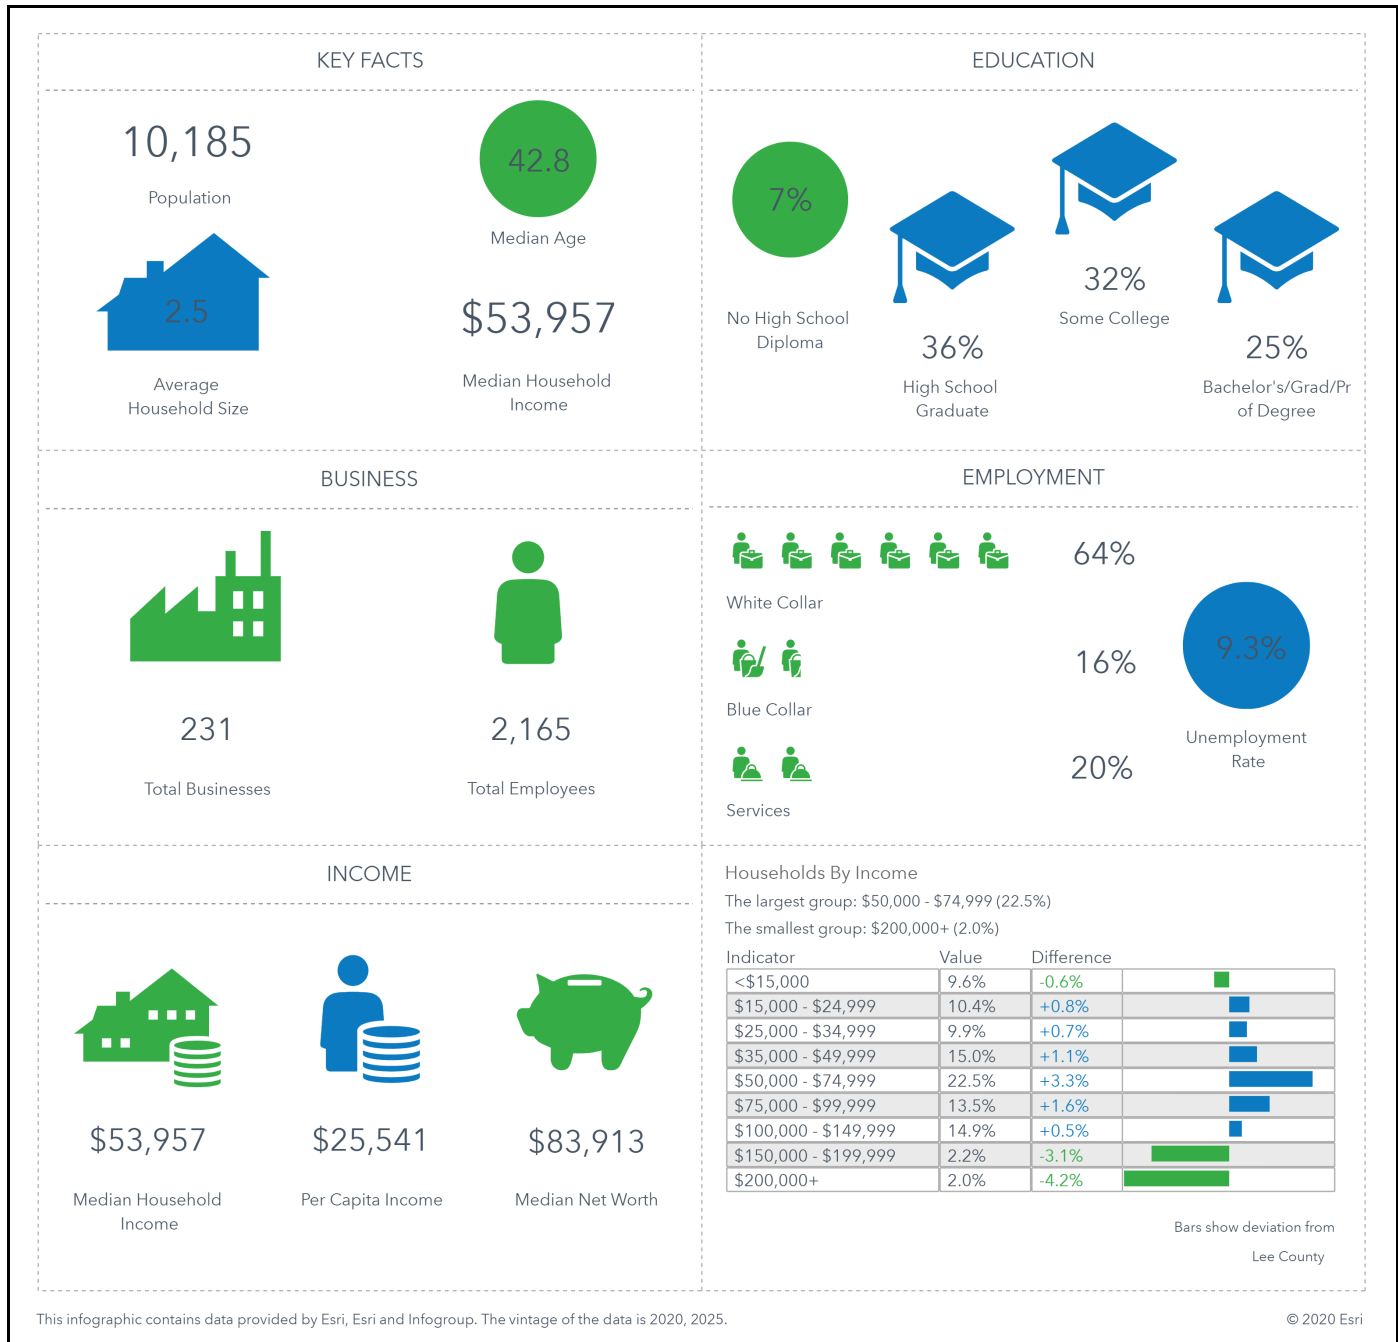 KEY FACTS
10,185
Population
42.8
Median Age
2.5
Average
Household Size
$53,957
Median Household
Income
EDUCATION
7%
No High School
Diploma
36%
High School
Graduate
32%
Some College
25%
Bachelor's/Grad/Pr
of Degree
BUSINESS
231
Total Businesses
2,165
Total Employees
EMPLOYMENT
64%
White Collar
16%
Blue Collar
20%
Services
9.3%
Unemployment
Rate
INCOME
$53,957
Median Household
Income
$25,541
Per Capita Income
$83,913
Median Net Worth
Households By Income
The largest group: $50,000 - $74,999 (22.5%)
The smallest group: $200,000+ (2.0%)
Indicator Value Difference
<$15,000 9.6% -0.6%
$15,000 - $24,999 10.4% +0.8%
$25,000 - $34,999 9.9% +0.7%
$35,000 - $49,999 15.0% +1.1%
$50,000 - $74,999 22.5% +3.3%
$75,000 - $99,999 13.5% +1.6%
$100,000 - $149,999 14.9% +0.5%
$150,000 - $199,999 2.2% -3.1%
$200,000+ 2.0% -4.2%
Bars show deviation from
Lee County
This infographic contains data provided by Esri, Esri and Infogroup. The vintage of the data is 2020, 2025.
© 2020 Esri